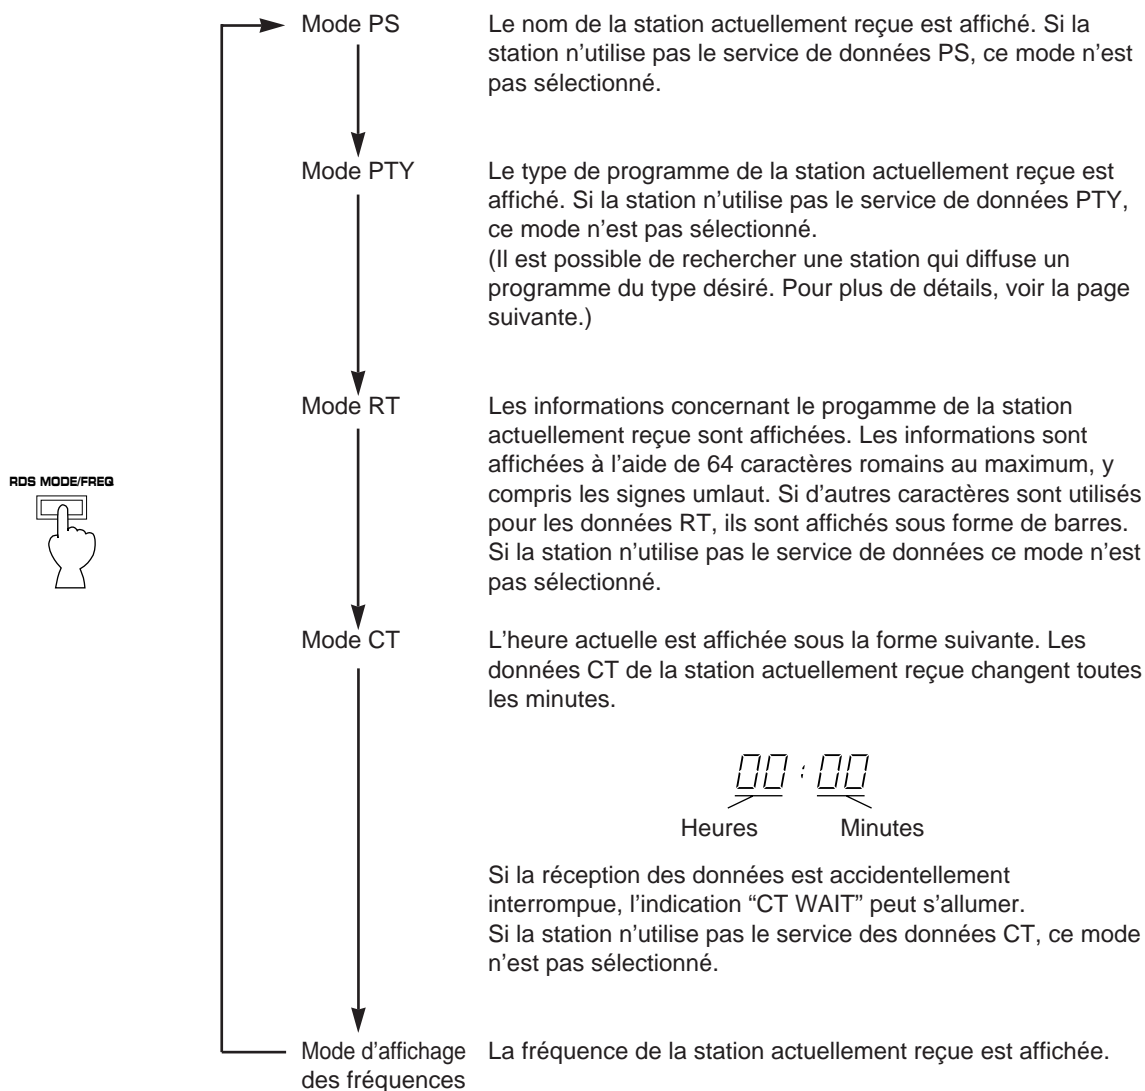 Mode PS
Le nom de la station actuellement reçue est affiché. Si la
station n’utilise pas le service de données PS, ce mode n’est
pas sélectionné.
Mode PTY
Le type de programme de la station actuellement reçue est
affiché. Si la station n’utilise pas le service de données PTY,
ce mode n’est pas sélectionné.
(Il est possible de rechercher une station qui diffuse un
programme du type désiré. Pour plus de détails, voir la page
suivante.)
Mode RT
Les informations concernant le progamme de la station
actuellement reçue sont affichées. Les informations sont
affichées à l’aide de 64 caractères romains au maximum, y
compris les signes umlaut. Si d’autres caractères sont utilisés
pour les données RT, ils sont affichés sous forme de barres.
Si la station n’utilise pas le service de données ce mode n’est
pas sélectionné.
RDS MODE/FREQ
Mode CT
L’heure actuelle est affichée sous la forme suivante. Les
données CT de la station actuellement reçue changent toutes
les minutes.
00:00
Heures Minutes
Si la réception des données est accidentellement
interrompue, l’indication “CT WAIT” peut s’allumer.
Si la station n’utilise pas le service des données CT, ce mode
n’est pas sélectionné.
Mode d’affichage
des fréquences
La fréquence de la station actuellement reçue est affichée.